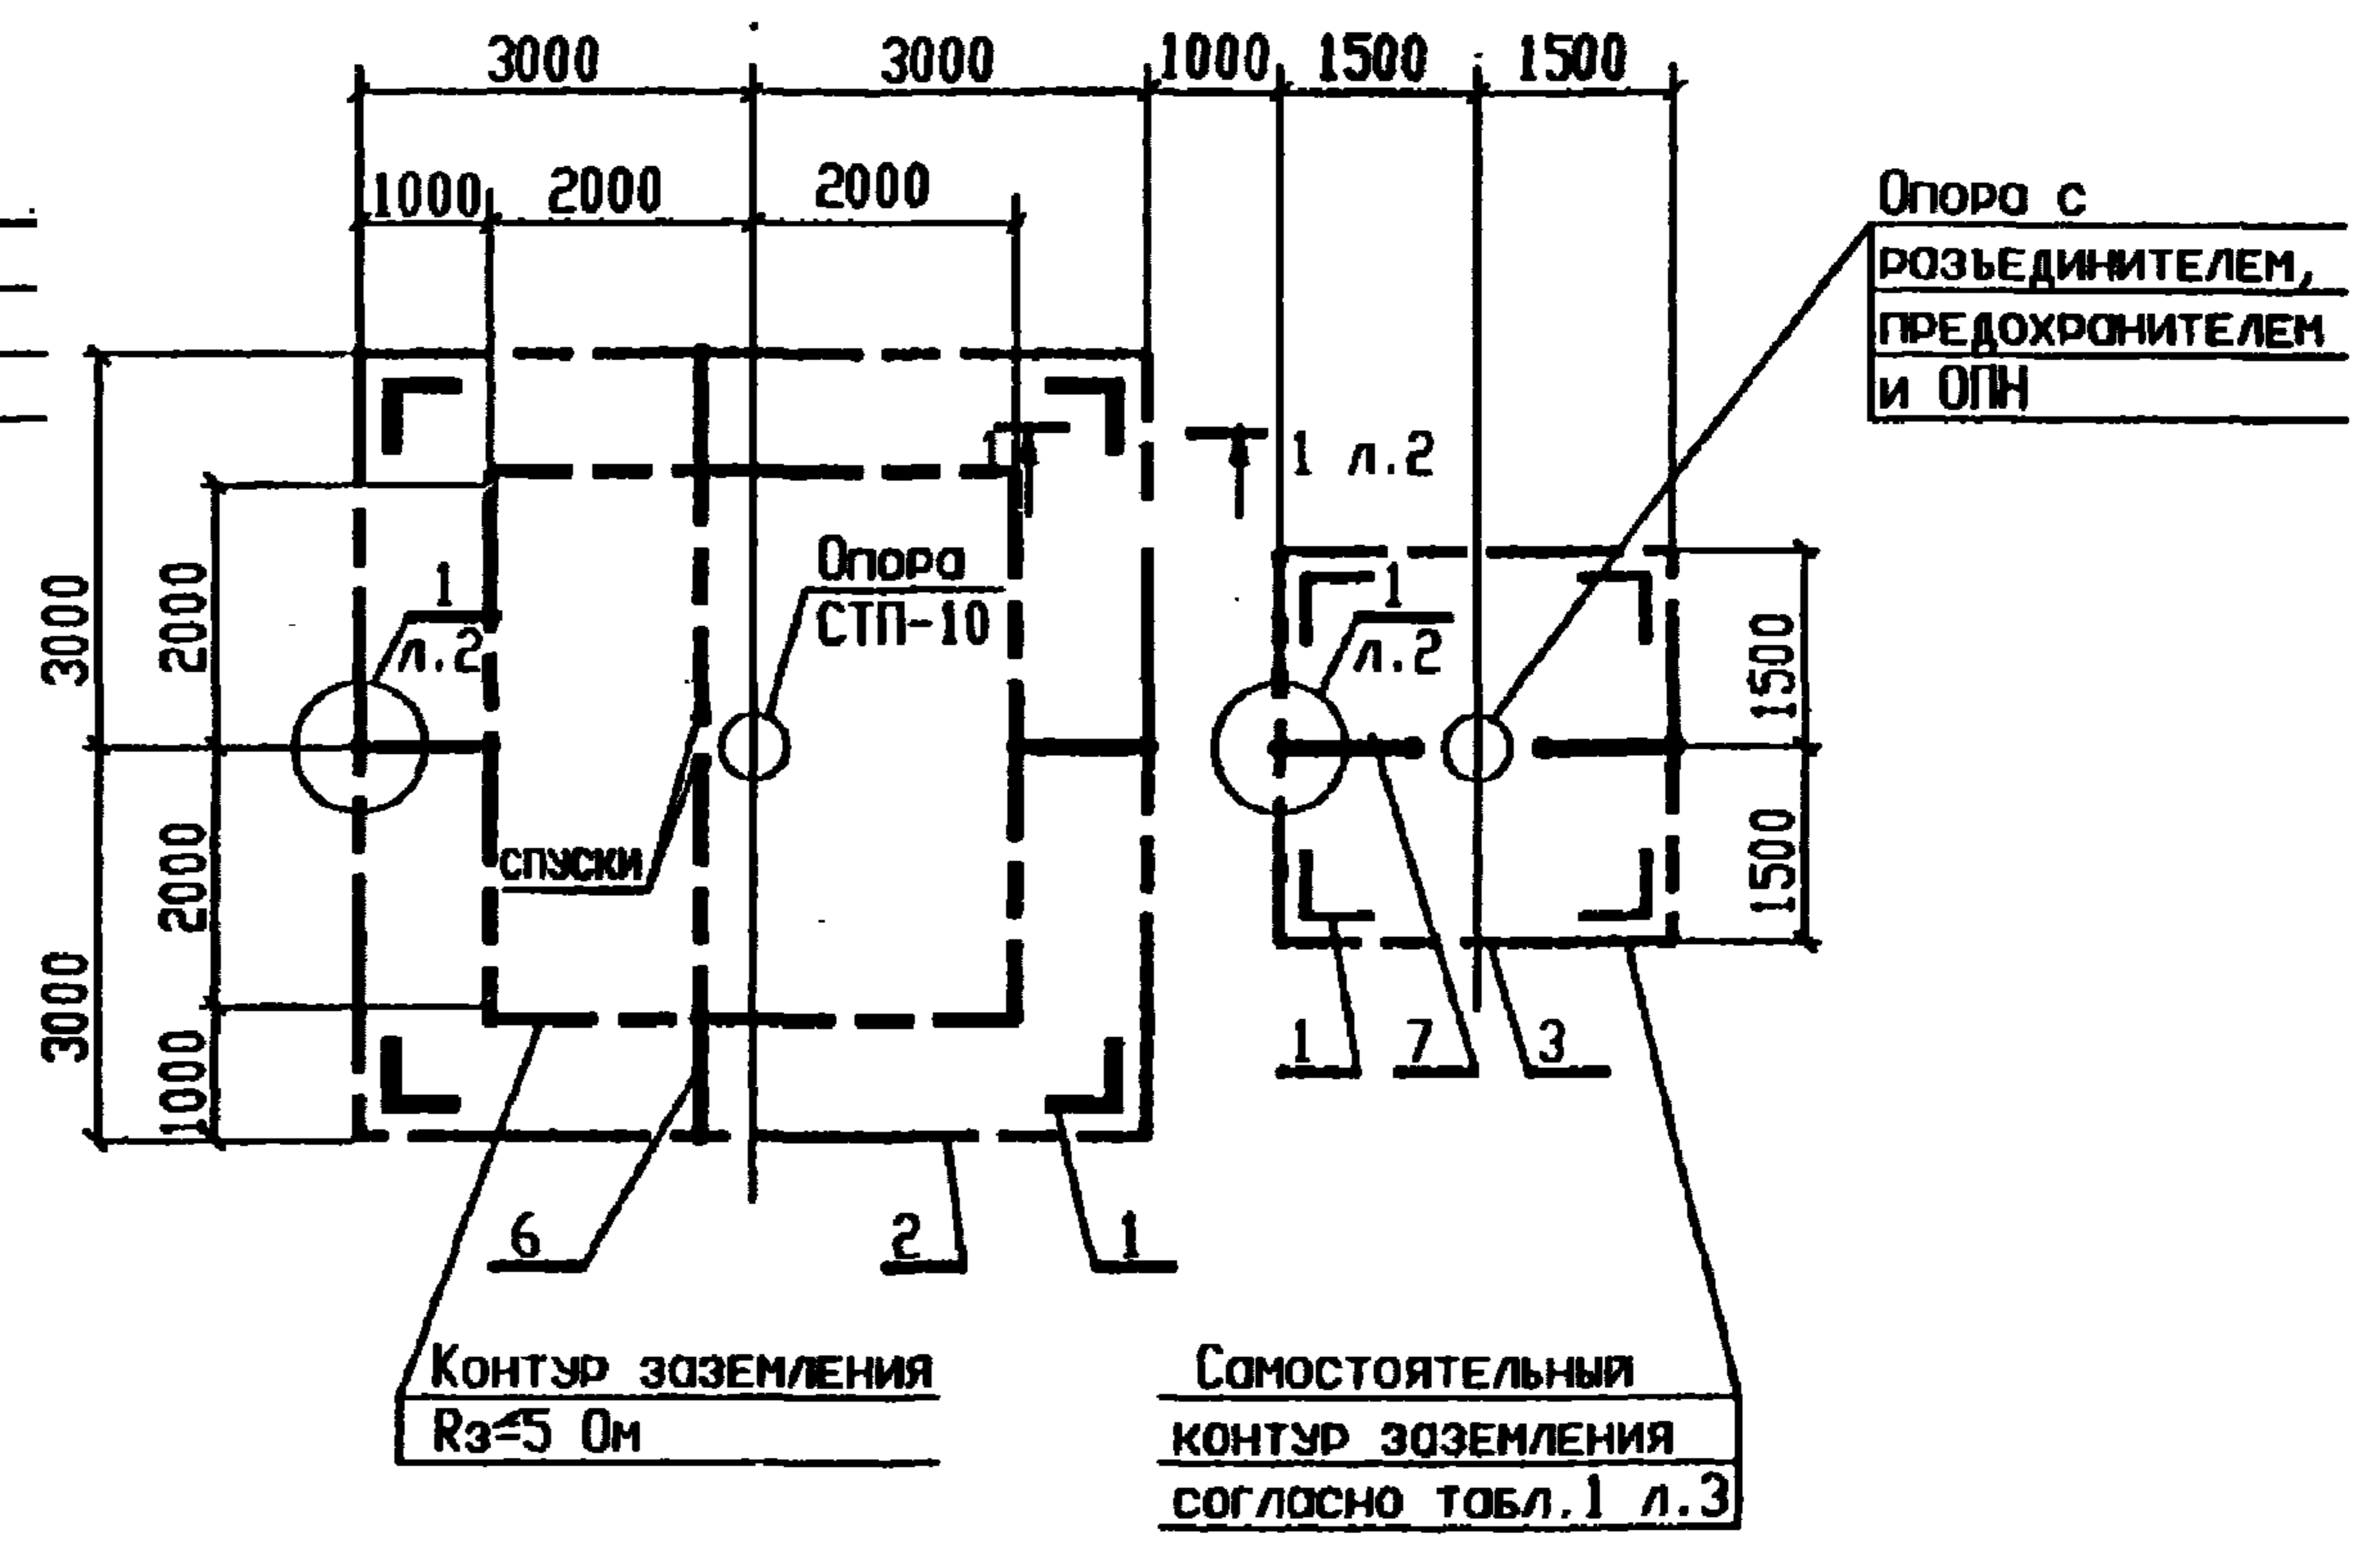 3000 3000 1000 1500 1500
1000 2000 2000
Опора с
разъединителем,
предохранителем
и ОПН
1
1 л.2
Опора
СТП-10
1
л.2
1
л.2
3000
2000
1500
спуски
2000
1500
3000
1000
1 7 3
6 2 1
Контур заземления
Rз=5 Ом
Самостоятельный
контур заземления
согласно табл.1 л.3